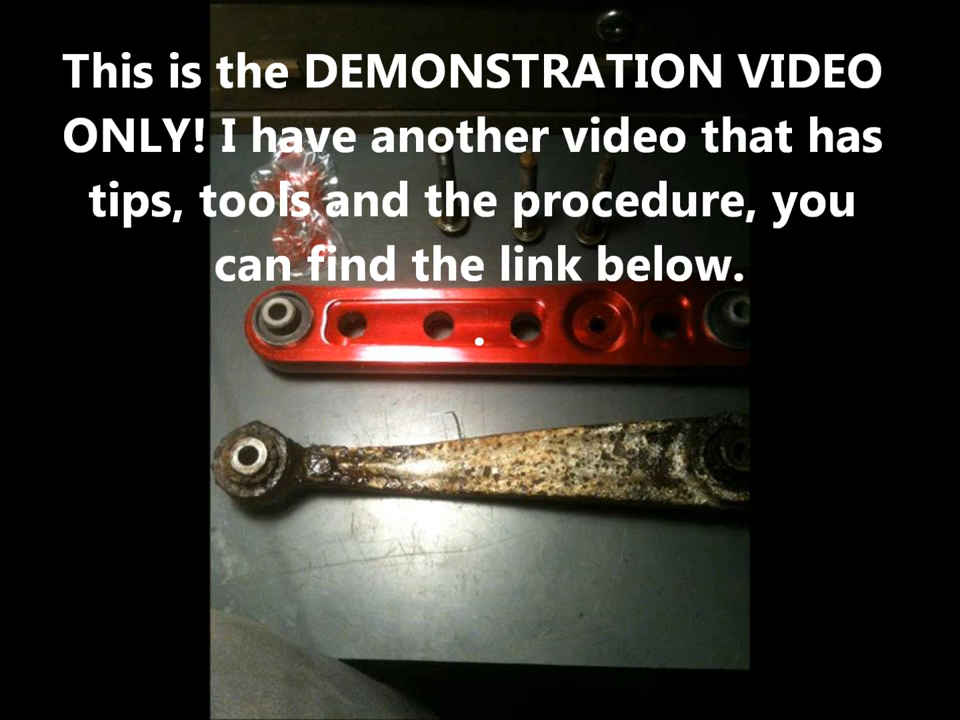 This is the DEMONSTRATION VIDEO
ONLY! I have another video that has
tips, tools and the procedure, you
can find the link below.
.